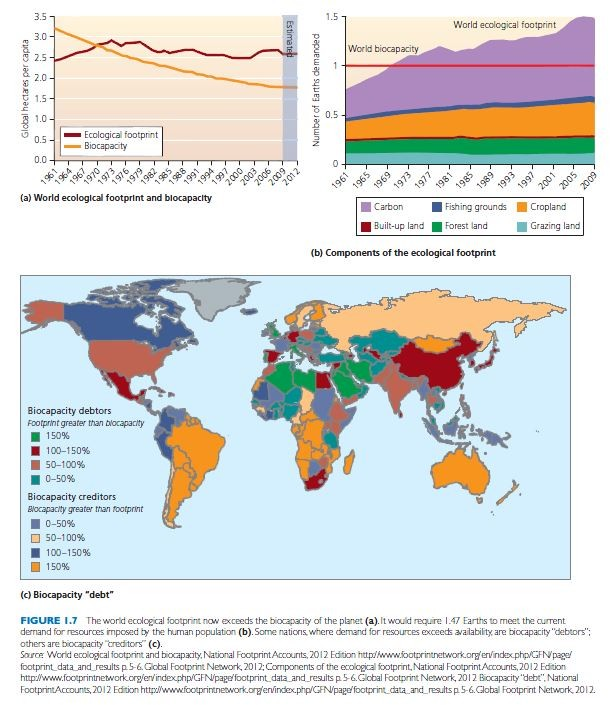 3.5
3.0
2.5
2.0
1.5
1.0
0.5
0.0
Global hectares per capita
Estimated
Ecological footprint
Biocapacity
1961
1964
1967
1970
1973
1976
1979
1982
1985
1988
1991
1994
1997
2000
2003
2006
2009
2012
(a) World ecological footprint and biocapacity
1.5
1
0.5
0
Number of Earths demanded
World ecological footprint
World biocapacity
1961
1965
1969
1973
1977
1981
1985
1989
1993
1997
2001
2005
2009
Carbon Fishing grounds Cropland
Built-up land Forest land Grazing land
(b) Components of the ecological footprint
Biocapacity debtors
Footprint greater than biocapacity
150%
100–150%
50–100%
0–50%
Biocapacity creditors
Biocapacity greater than footprint
0–50%
50–100%
100–150%
150%
(c) Biocapacity "debt"
FIGURE 1.7 The world ecological footprint now exceeds the biocapacity of the planet (a). It would require 1.47 Earths to meet the current
demand for resources imposed by the human population (b). Some nations, where demand for resources exceeds availability, are biocapacity "debtors";
others are biocapacity "creditors" (c).
Source: World ecological footprint and biocapacity, National Footprint Accounts, 2012 Edition http://www.footprintnetwork.org/en/index.php/GFN/page/
footprint_data_and_results p. 5-6. Global Footprint Network, 2012; Components of the ecological footprint, National Footprint Accounts, 2012 Edition
http://www.footprintnetwork.org/en/index.php/GFN/page/footprint_data_and_results p. 5-6. Global Footprint Network, 2012 Biocapacity "debt", National
Footprint Accounts, 2012 Edition http://www.footprintnetwork.org/en/index.php/GFN/page/footprint_data_and_results p. 5-6. Global Footprint Network, 2012.